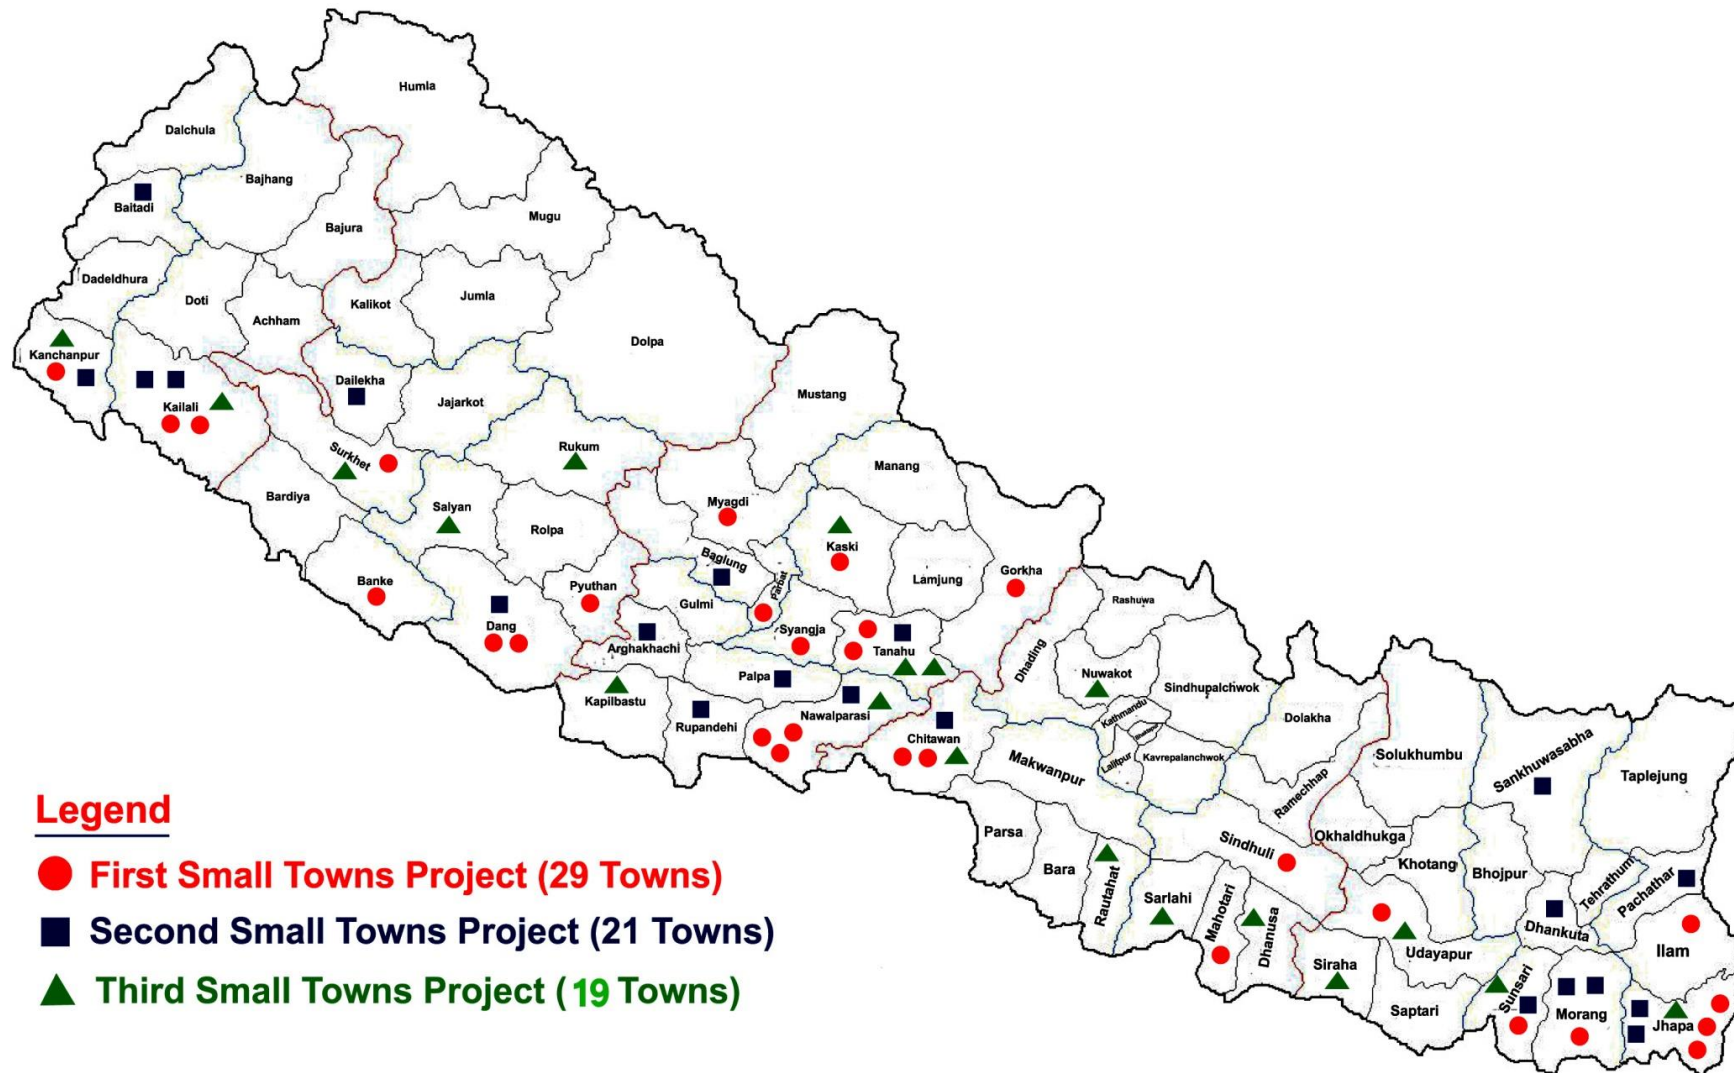 Humla
Dalchula
Bajhang
Baitadi
Mugu
Bajura
Dadeldhura
Doti
Kalikot
Jumla
Achham
Dolpa
Kanchanpur
Dailekha
Mustang
Kailali
Jajarkot
Surkhet
Rukum
Manang
Bardiya
Salyan
Myagdi
Rolpa
Kaski
Baglung
Banke
Pyuthan
Parbat
Lamjung
Gorkha
Gulmi
Rashuwa
Dang
Syangja
Arghakhachi
Tanahu
Dhading
Palpa
Nuwakot
Sindhupalchwok
Kapilbastu
Nawalparasi
Kathmandu
Rupandehi
Dolakha
Chitawan
Lalitpur
Kavrepalanchwok
Solukhumbu
Makwanpur
Sankhuwasabha
Taplejung
Ramechhap
Legend
Parsa
Sindhuli
Okhaldhukga
Khotang
First Small Towns Project (29 Towns)
Bara
Bhojpur
Tehrathum
Pachathar
Rautahat
Sarlahi
Mahotari
Dhanusa
Second Small Towns Project (21 Towns)
Dhankuta
Udayapur
Ilam
Siraha
Third Small Towns Project (19 Towns)
Saptari
Sunsari
Morang
Jhapa